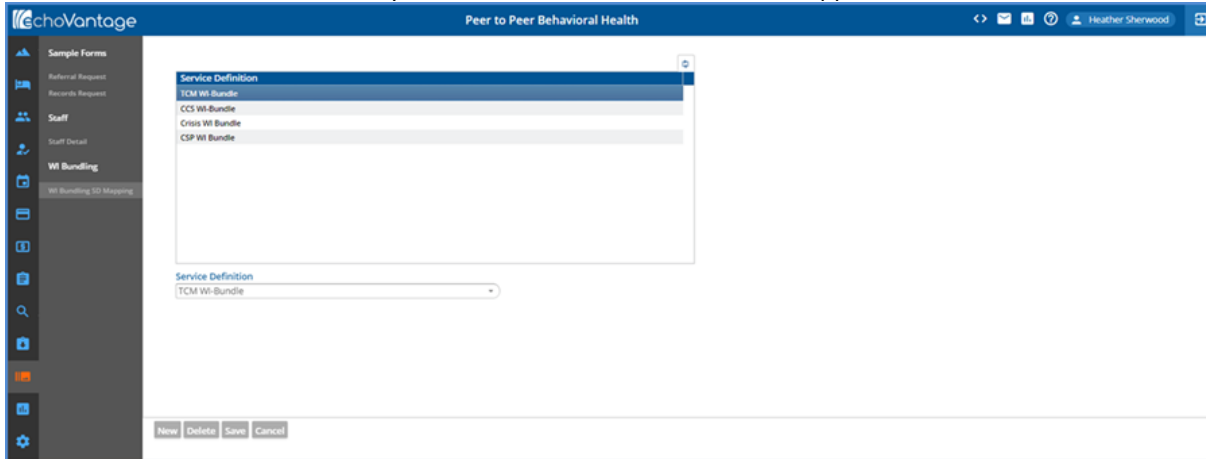 EchoVantage
Peer to Peer Behavioral Health
Heather Sherwood
Sample Forms
Referral Request
Records Request
Staff
Staff Detail
WI Bundling
WI Bundling SD Mapping
Service Definition
TCM WI-Bundle
CCS WI-Bundle
Crisis WI Bundle
CSP WI Bundle
Service Definition
TCM WI-Bundle
New Delete Save Cancel